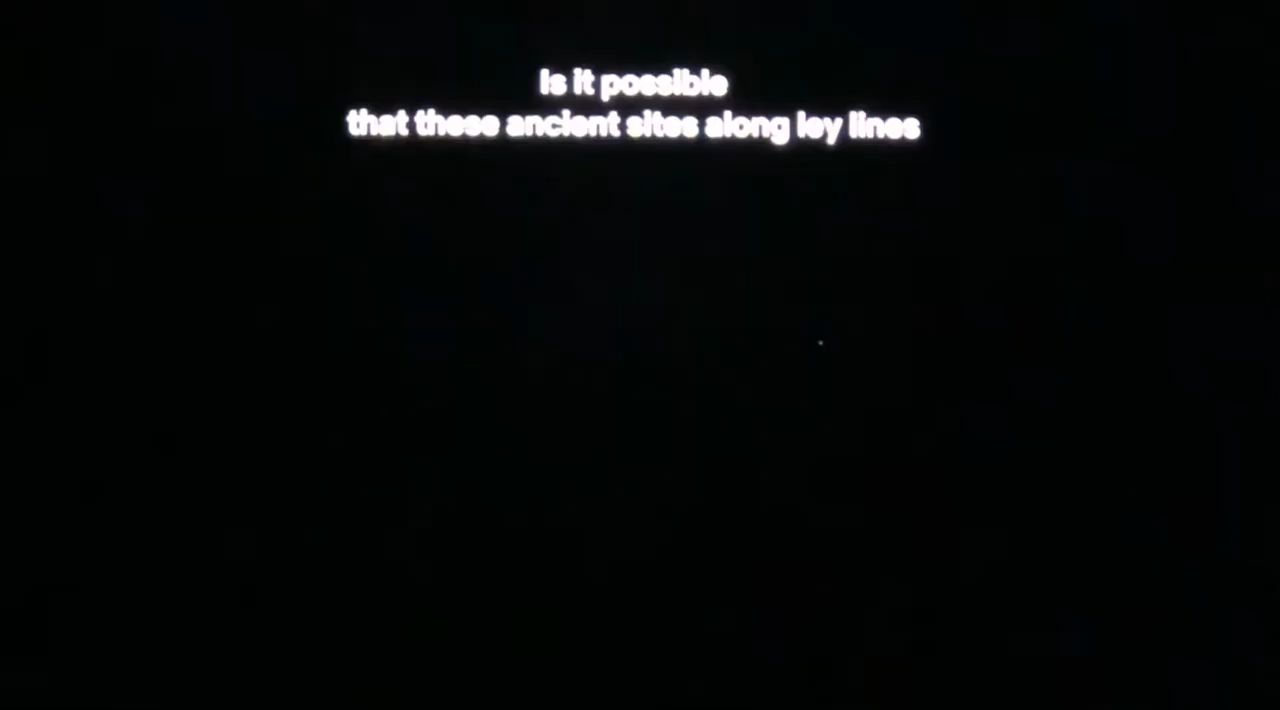 Is it possible
that these ancient sites along ley lines